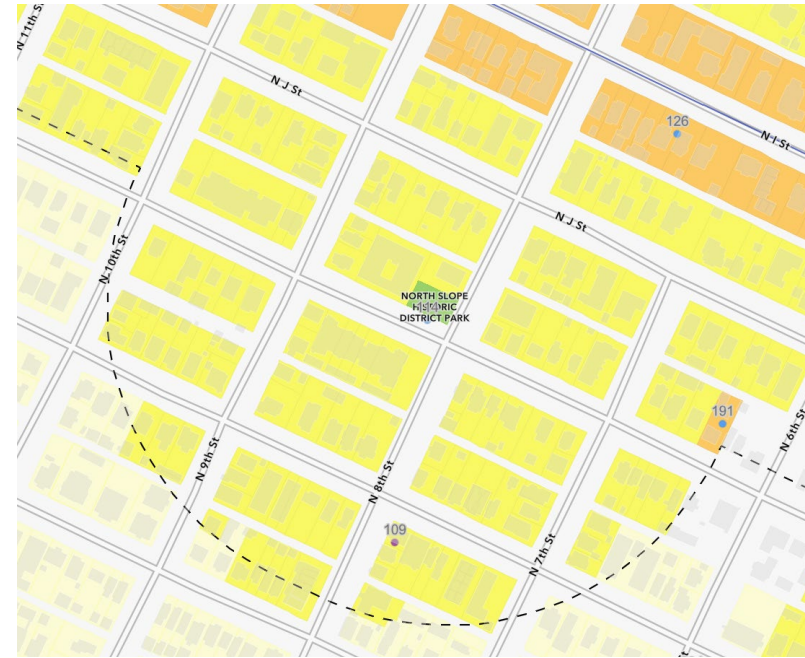 N 11th St
N J St
126
N I St
N J St
N 10th St
NORTH SLOPE
HISTORIC
DISTRICT PARK
191
N 6th St
N 9th St
N 8th St
109
N 7th St